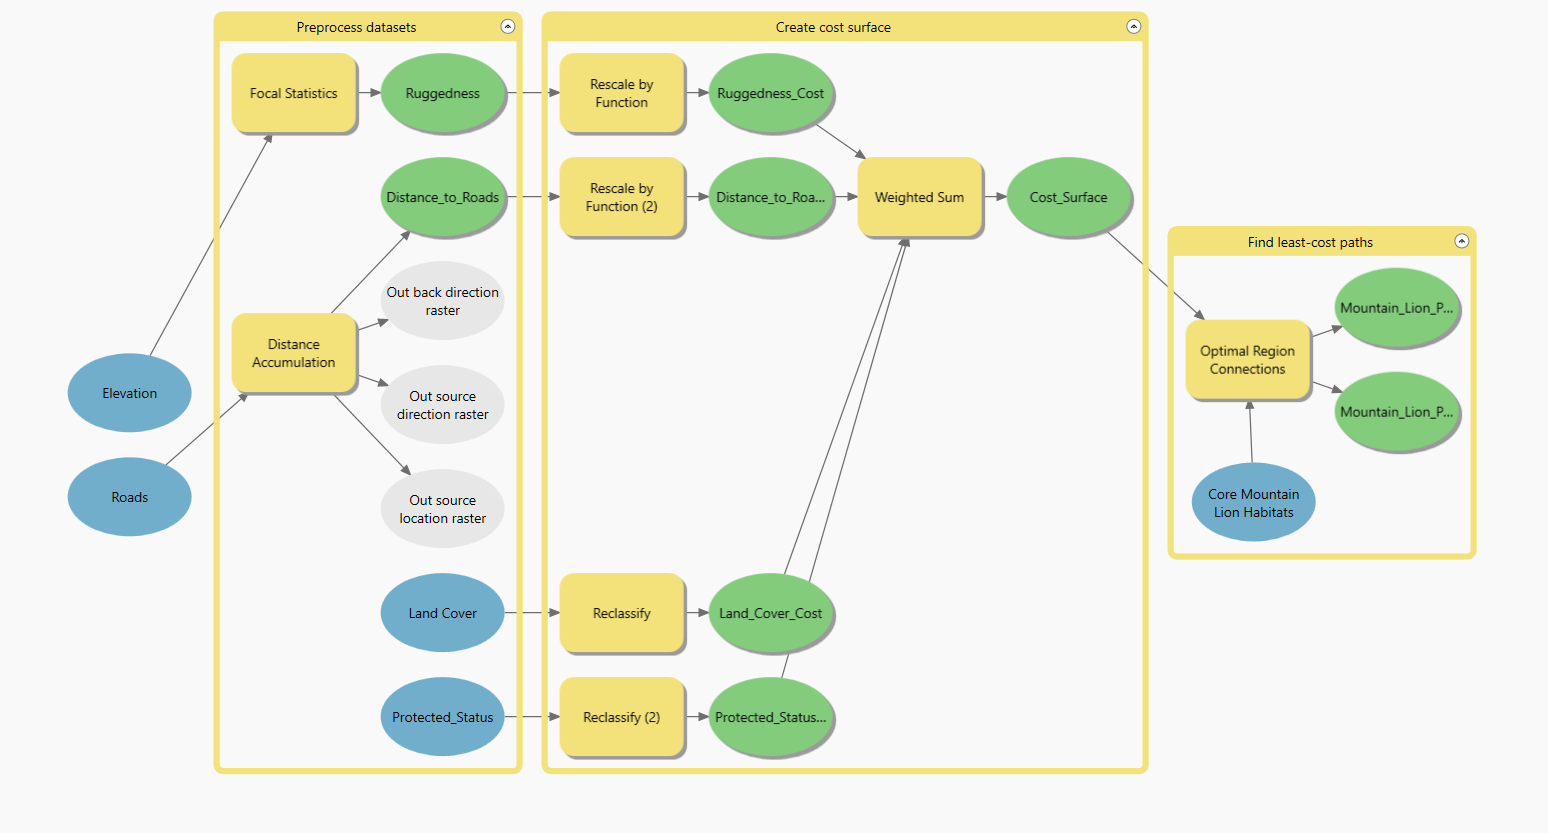 Preprocess datasets
Create cost surface
Focal Statistics
Ruggedness
Rescale by
Function
Ruggedness_Cost
Distance_to_Roads
Rescale by
Function (2)
Distance_to_Roa...
Weighted Sum
Cost_Surface
Find least-cost paths
Out back direction
raster
Mountain_Lion_P...
Distance
Accumulation
Optimal Region
Connections
Elevation
Out source
direction raster
Mountain_Lion_P...
Roads
Out source
location raster
Core Mountain
Lion Habitats
Land Cover
Reclassify
Land_Cover_Cost
Protected_Status
Reclassify (2)
Protected_Status...